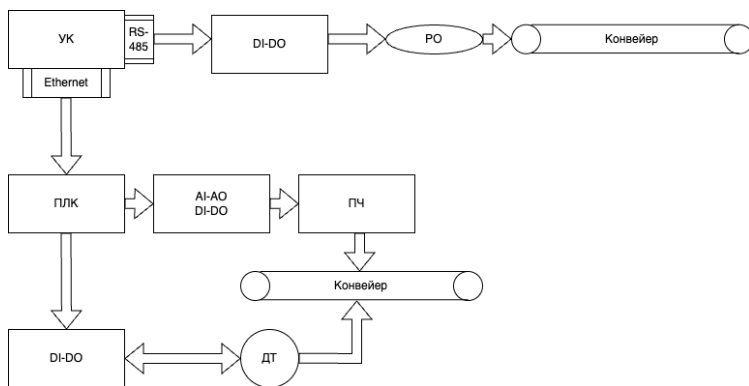 УК
RS-
485
DI-DO
РО
Конвейер
Ethernet
ПЛК
AI-AO
DI-DO
ПЧ
Конвейер
DI-DO
ДТ